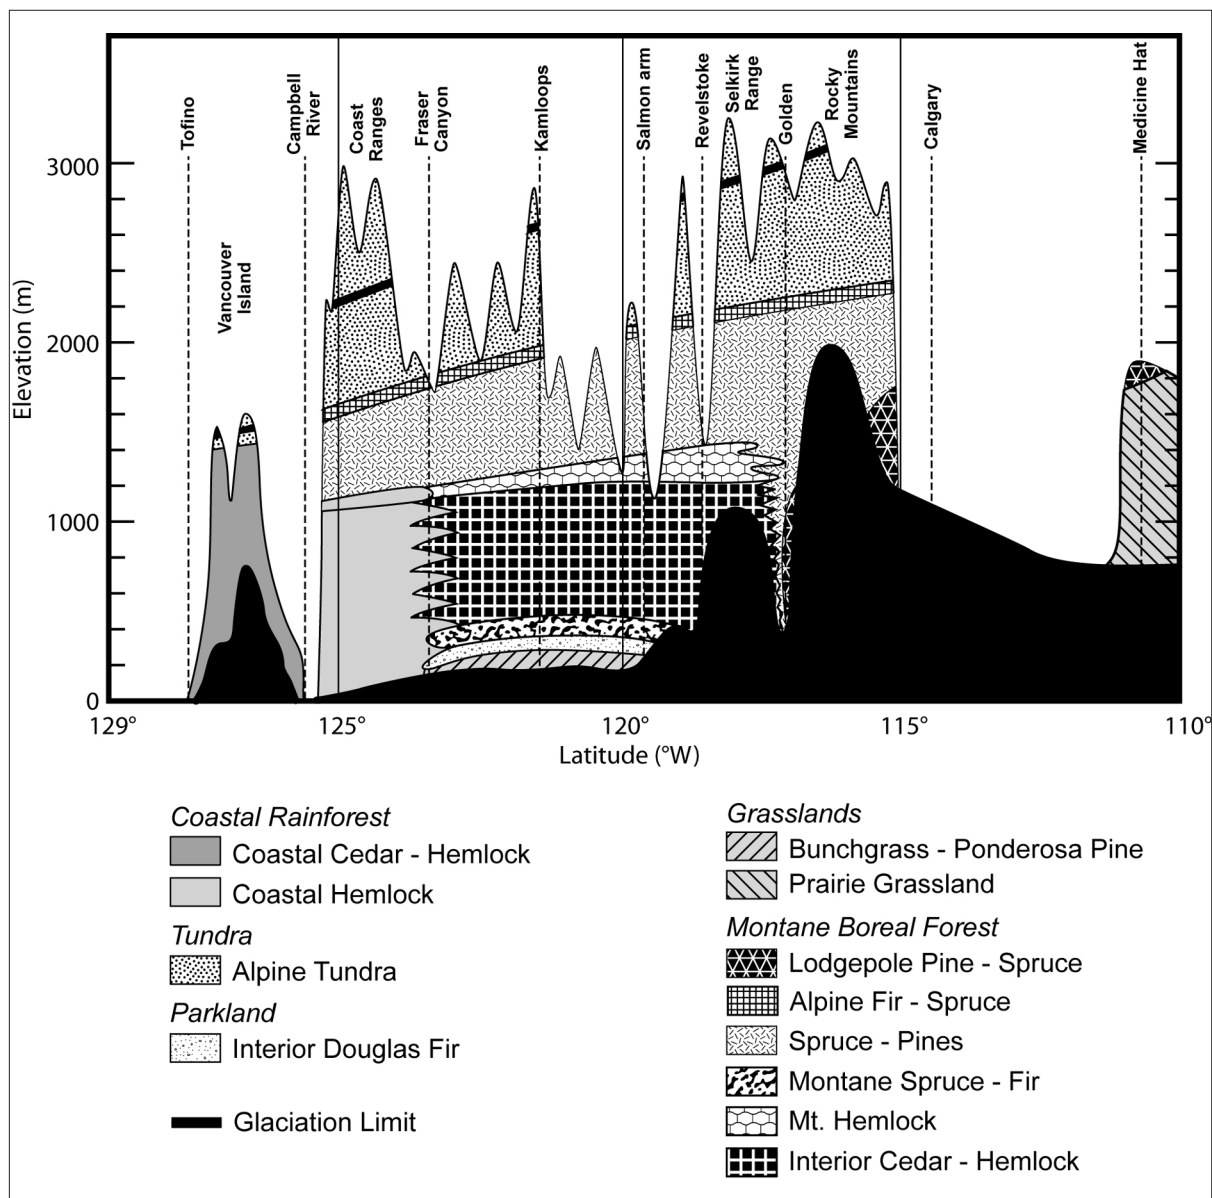 Tofino
Campbell
River
Coast
Ranges
Fraser
Canyon
Kamloops
Salmon arm
Revelstoke
Selkirk
Range
Golden
Rocky
Mountains
Calgary
Medicine Hat
Vancouver
Island
Elevation (m)
3000
2000
1000
0
129°
125°
120°
115°
110°
Latitude (°W)
Coastal Rainforest
Coastal Cedar - Hemlock
Coastal Hemlock
Tundra
Alpine Tundra
Parkland
Interior Douglas Fir
Glaciation Limit
Grasslands
Bunchgrass - Ponderosa Pine
Prairie Grassland
Montane Boreal Forest
Lodgepole Pine - Spruce
Alpine Fir - Spruce
Spruce - Pines
Montane Spruce - Fir
Mt. Hemlock
Interior Cedar - Hemlock